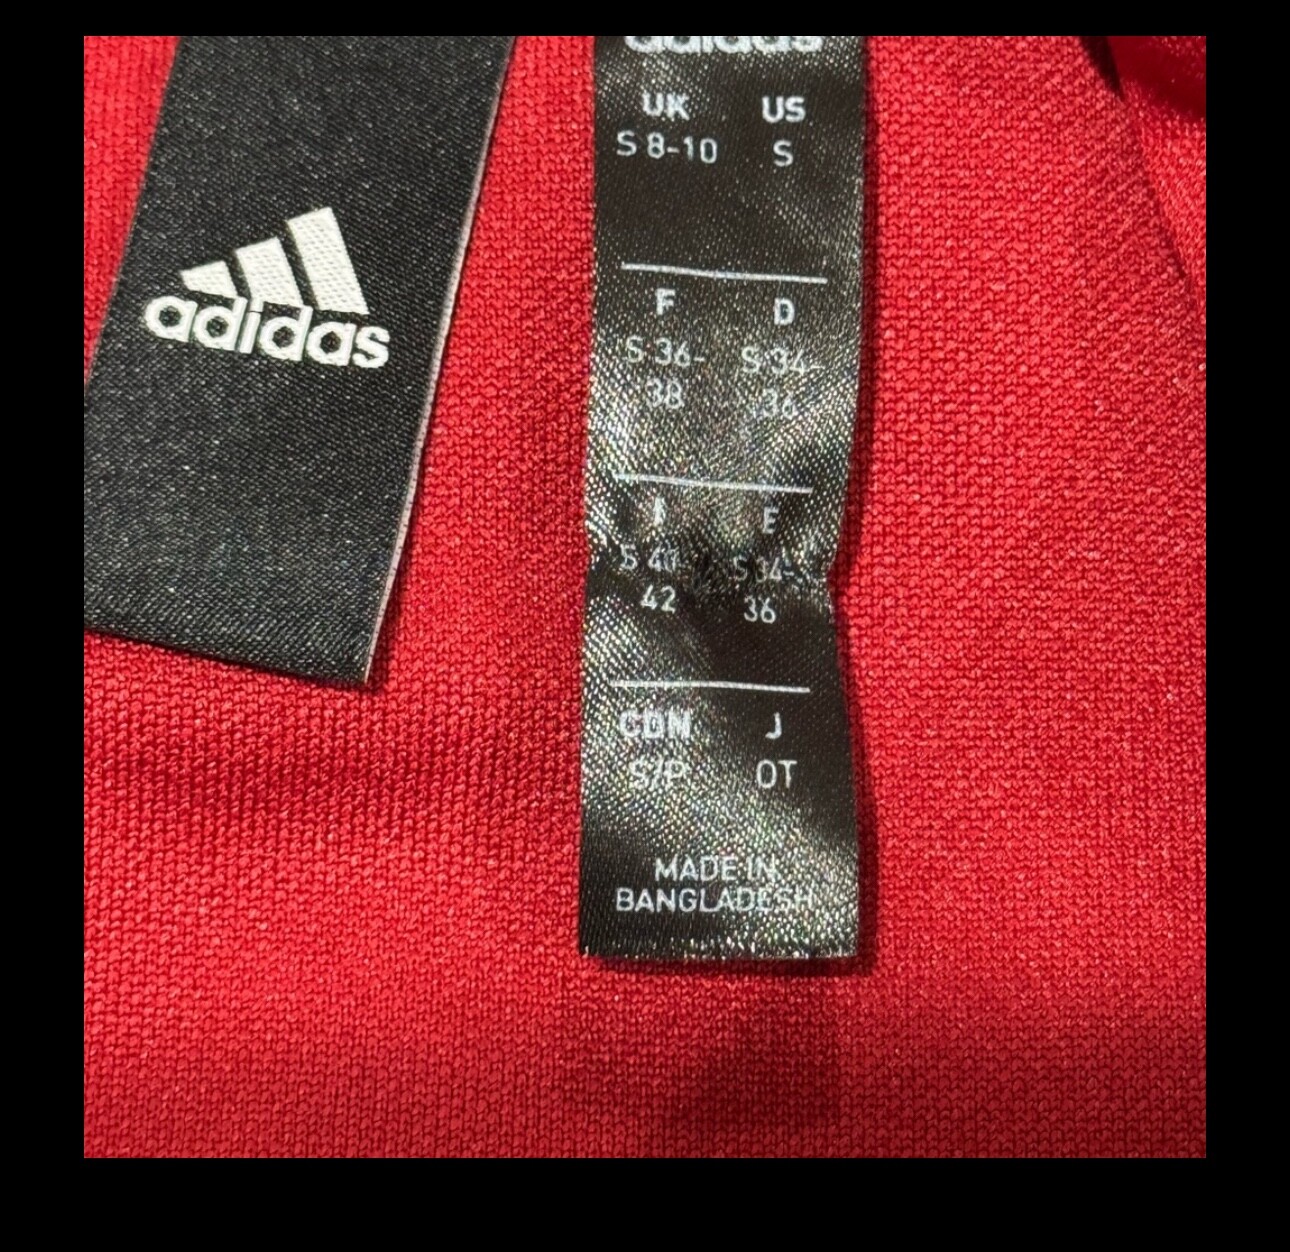 adidas
adidas
UK US
S 8-10 S
F D
S 36- S 34-
38 36
I E
S 40- S 34-
42 36
CDN J
S/P OT
MADE IN
BANGLADESH